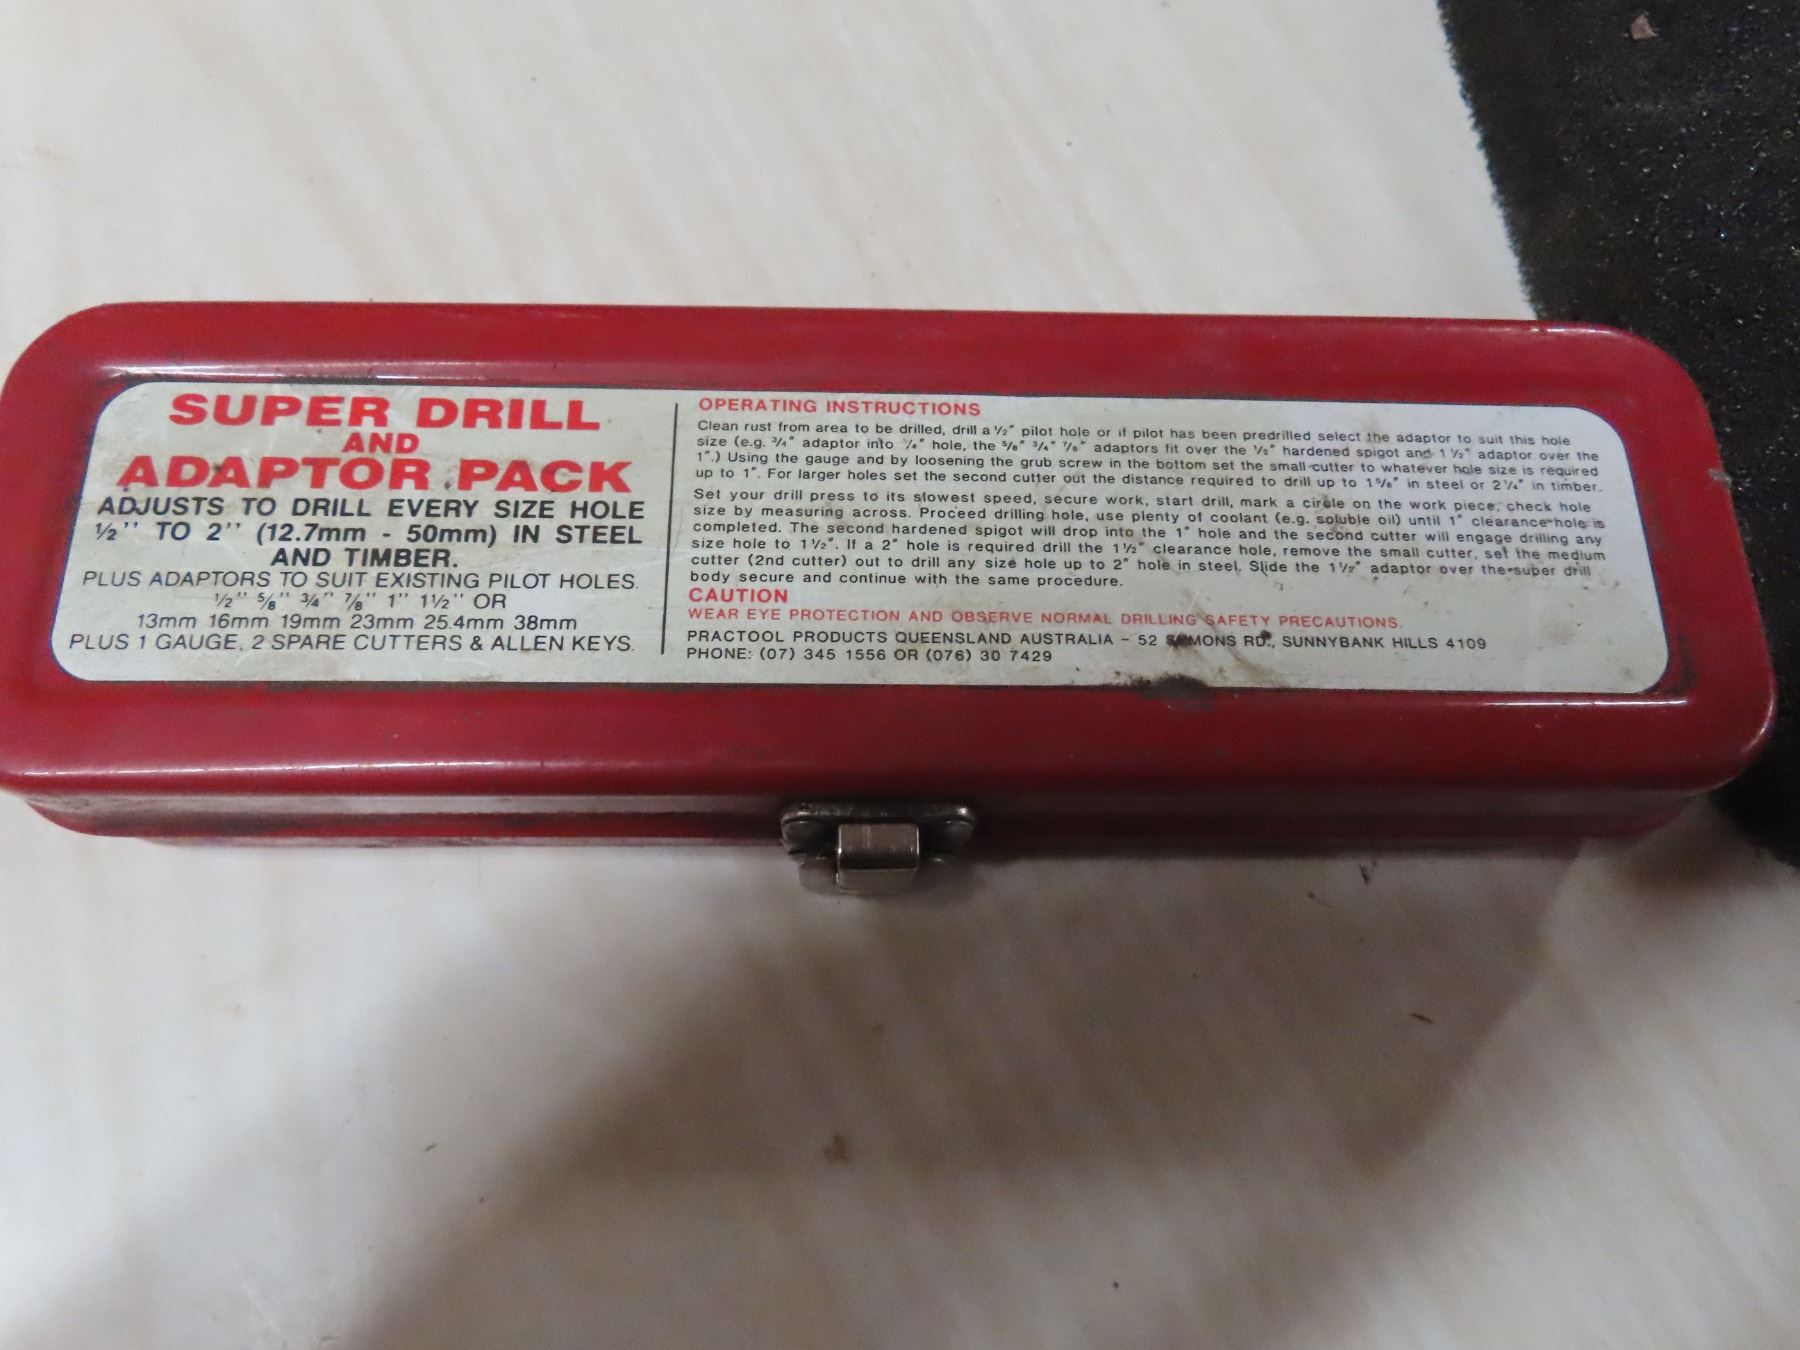 SUPER DRILL
AND
ADAPTOR PACK
ADJUSTS TO DRILL EVERY SIZE HOLE
½" TO 2" (12.7mm - 50mm) IN STEEL
AND TIMBER.
PLUS ADAPTORS TO SUIT EXISTING PILOT HOLES.
½" ⅝" ¾" ⅞" 1" 1½" OR
13mm 16mm 19mm 23mm 25.4mm 38mm
PLUS 1 GAUGE, 2 SPARE CUTTERS & ALLEN KEYS.
OPERATING INSTRUCTIONS
Clean rust from area to be drilled, drill a ½" pilot hole or if pilot has been predrilled select the adaptor to suit this hole
size (e.g. ¾" adaptor into hole, the ⅝" ¾" ⅞" adaptors fit over the ½" hardened spigot and 1½" adaptor over the
1".) Using the gauge and by loosening the grub screw in the bottom set the small cutter to whatever hole size is required
up to 1". For larger holes set the second cutter out the distance required to drill up to 1⅝" in steel or 2¼" in timber.
Set your drill press to its slowest speed, secure work, start drill, mark a circle on the work piece, check hole
size by measuring across. Proceed drilling hole, use plenty of coolant (e.g. soluble oil) until 1" clearance hole is
completed. The second hardened spigot will drop into the 1" hole and the second cutter will engage drilling any
size hole to 1½". If a 2" hole is required drill the 1½" clearance hole, remove the small cutter, set the medium
cutter (2nd cutter) out to drill any size hole up to 2" hole in steel. Slide the 1½" adaptor over the super drill
body secure and continue with the same procedure.
CAUTION
WEAR EYE PROTECTION AND OBSERVE NORMAL DRILLING SAFETY PRECAUTIONS.
PRACTOOL PRODUCTS QUEENSLAND AUSTRALIA – 52 RD., SUNNYBANK HILLS 4109
PHONE: (07) 345 1556 OR (076) 30 7429